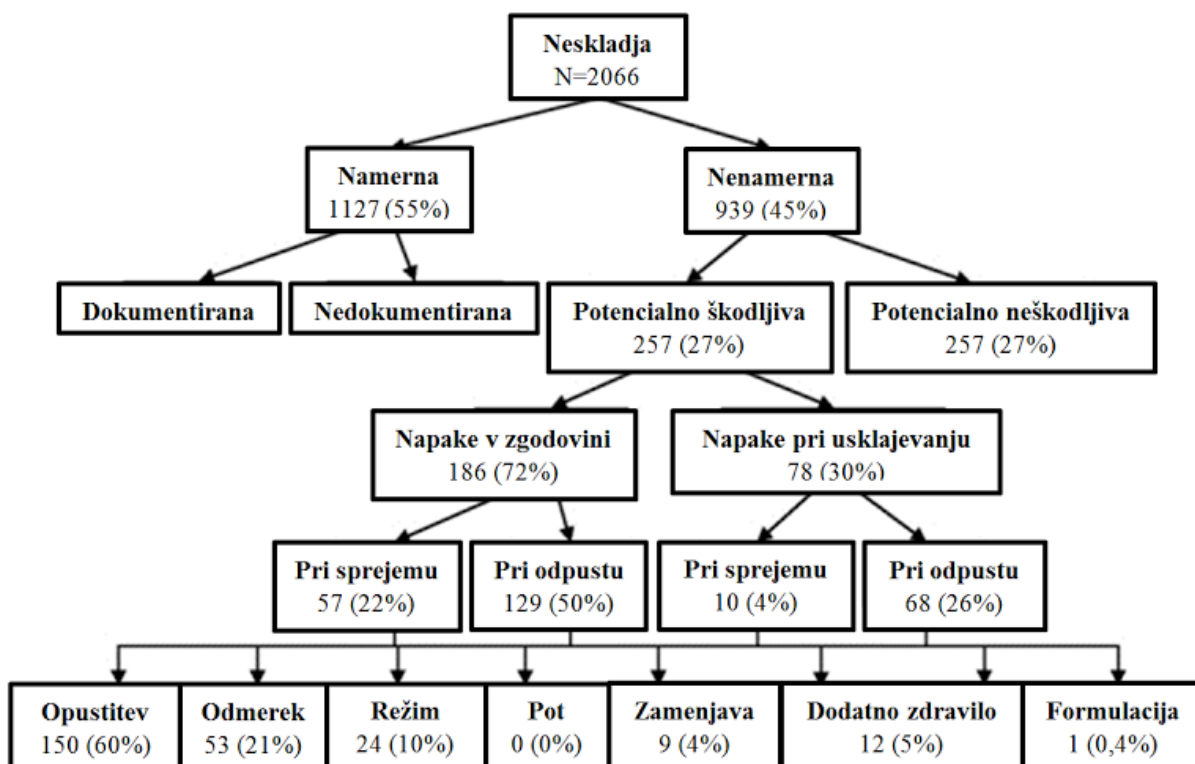 Neskladja
N=2066
Namerna
1127 (55%)
Nenamerna
939 (45%)
Dokumentirana
Nedokumentirana
Potencialno škodljiva
257 (27%)
Potencialno neškodljiva
257 (27%)
Napake v zgodovini
186 (72%)
Napake pri usklajevanju
78 (30%)
Pri sprejemu
57 (22%)
Pri odpustu
129 (50%)
Pri sprejemu
10 (4%)
Pri odpustu
68 (26%)
Opustitev
150 (60%)
Odmerek
53 (21%)
Režim
24 (10%)
Pot
0 (0%)
Zamenjava
9 (4%)
Dodatno zdravilo
12 (5%)
Formulacija
1 (0,4%)